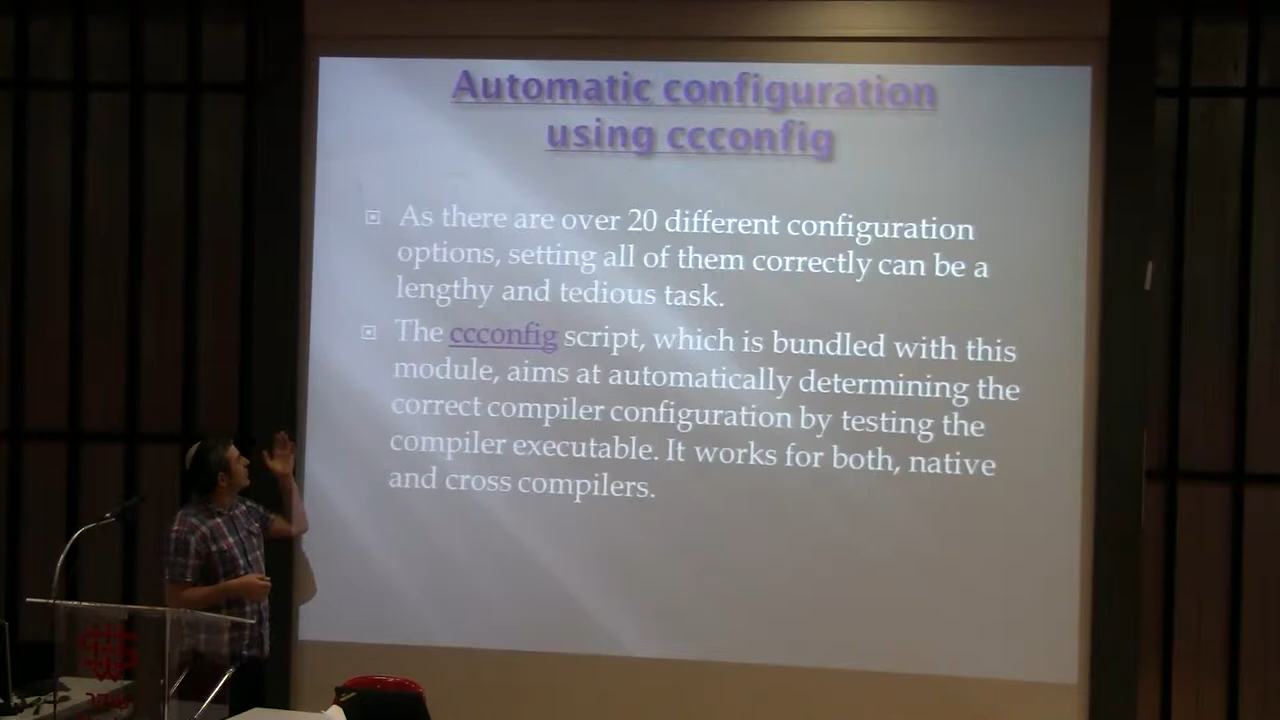 Automatic configuration
using ccconfig
As there are over 20 different configuration
options, setting all of them correctly can be a
lengthy and tedious task.
The ccconfig script, which is bundled with this
module, aims at automatically determining the
correct compiler configuration by testing the
compiler executable. It works for both, native
and cross compilers.
שנקר